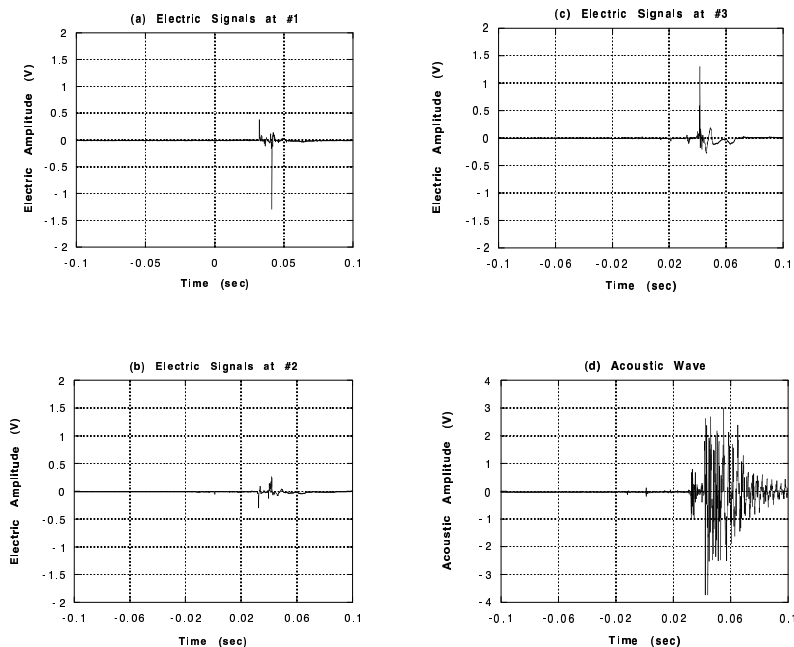 (a) Electric Signals at #1
Electric Amplitude (V)
2
1.5
1
0.5
0
-0.5
-1
-1.5
-2
-0.1 -0.05 0 0.05 0.1
Time (sec)
(c) Electric Signals at #3
Electric Amplitude (V)
2
1.5
1
0.5
0
-0.5
-1
-1.5
-2
-0.1 -0.06 -0.02 0.02 0.06 0.1
Time (sec)
(b) Electric Signals at #2
Electric Amplitude (V)
2
1.5
1
0.5
0
-0.5
-1
-1.5
-2
-0.1 -0.06 -0.02 0.02 0.06 0.1
Time (sec)
(d) Acoustic Wave
Acoustic Amplitude (V)
4
3
2
1
0
-1
-2
-3
-4
-0.1 -0.06 -0.02 0.02 0.06 0.1
Time (sec)